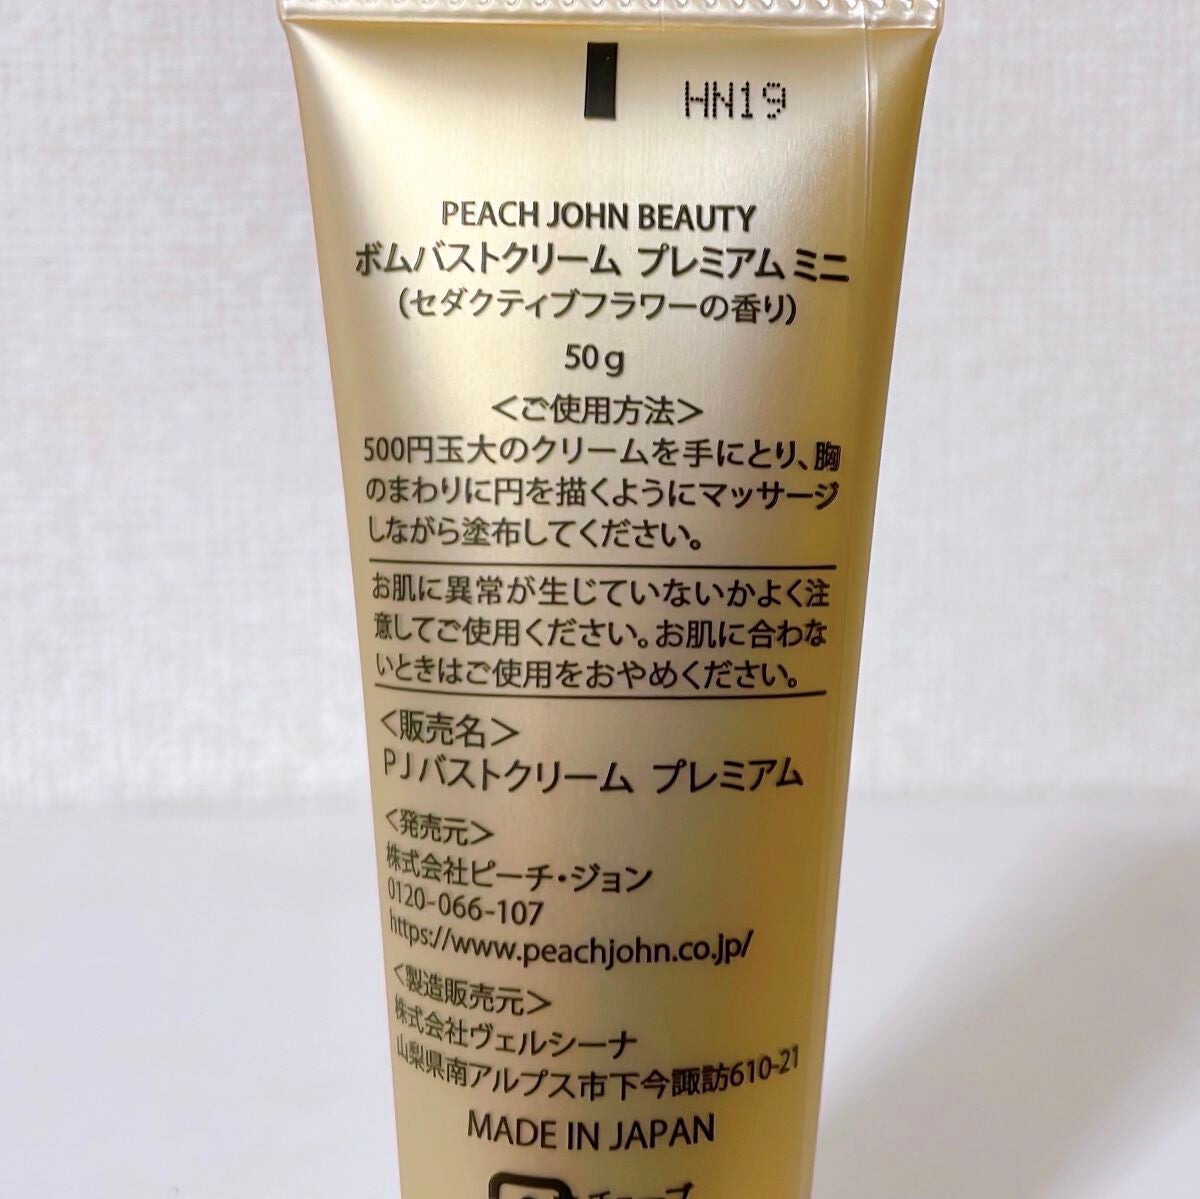 HN19
PEACH JOHN BEAUTY
ボムバストクリーム プレミアム ミニ
(セダクティブフラワーの香り)
50g
＜ご使用方法＞
500円玉大のクリームを手にとり、胸
のまわりに円を描くようにマッサージ
しながら塗布してください。
お肌に異常が生じていないかよく注
意してご使用ください。お肌に合わな
いときはご使用をおやめください。
＜販売名＞
PJバストクリーム プレミアム
＜発売元＞
株式会社ピーチ・ジョン
0120-066-107
https://www.peachjohn.co.jp/
＜製造販売元＞
株式会社ヴェルシーナ
山梨県南アルプス市下今諏訪610-21
MADE IN JAPAN
チューブ